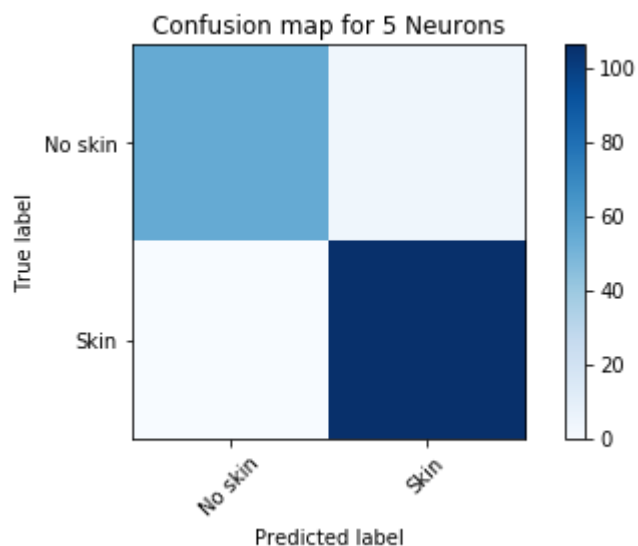 Confusion map for 5 Neurons
True label
No skin
Skin
No skin
Skin
Predicted label
100
80
60
40
20
0